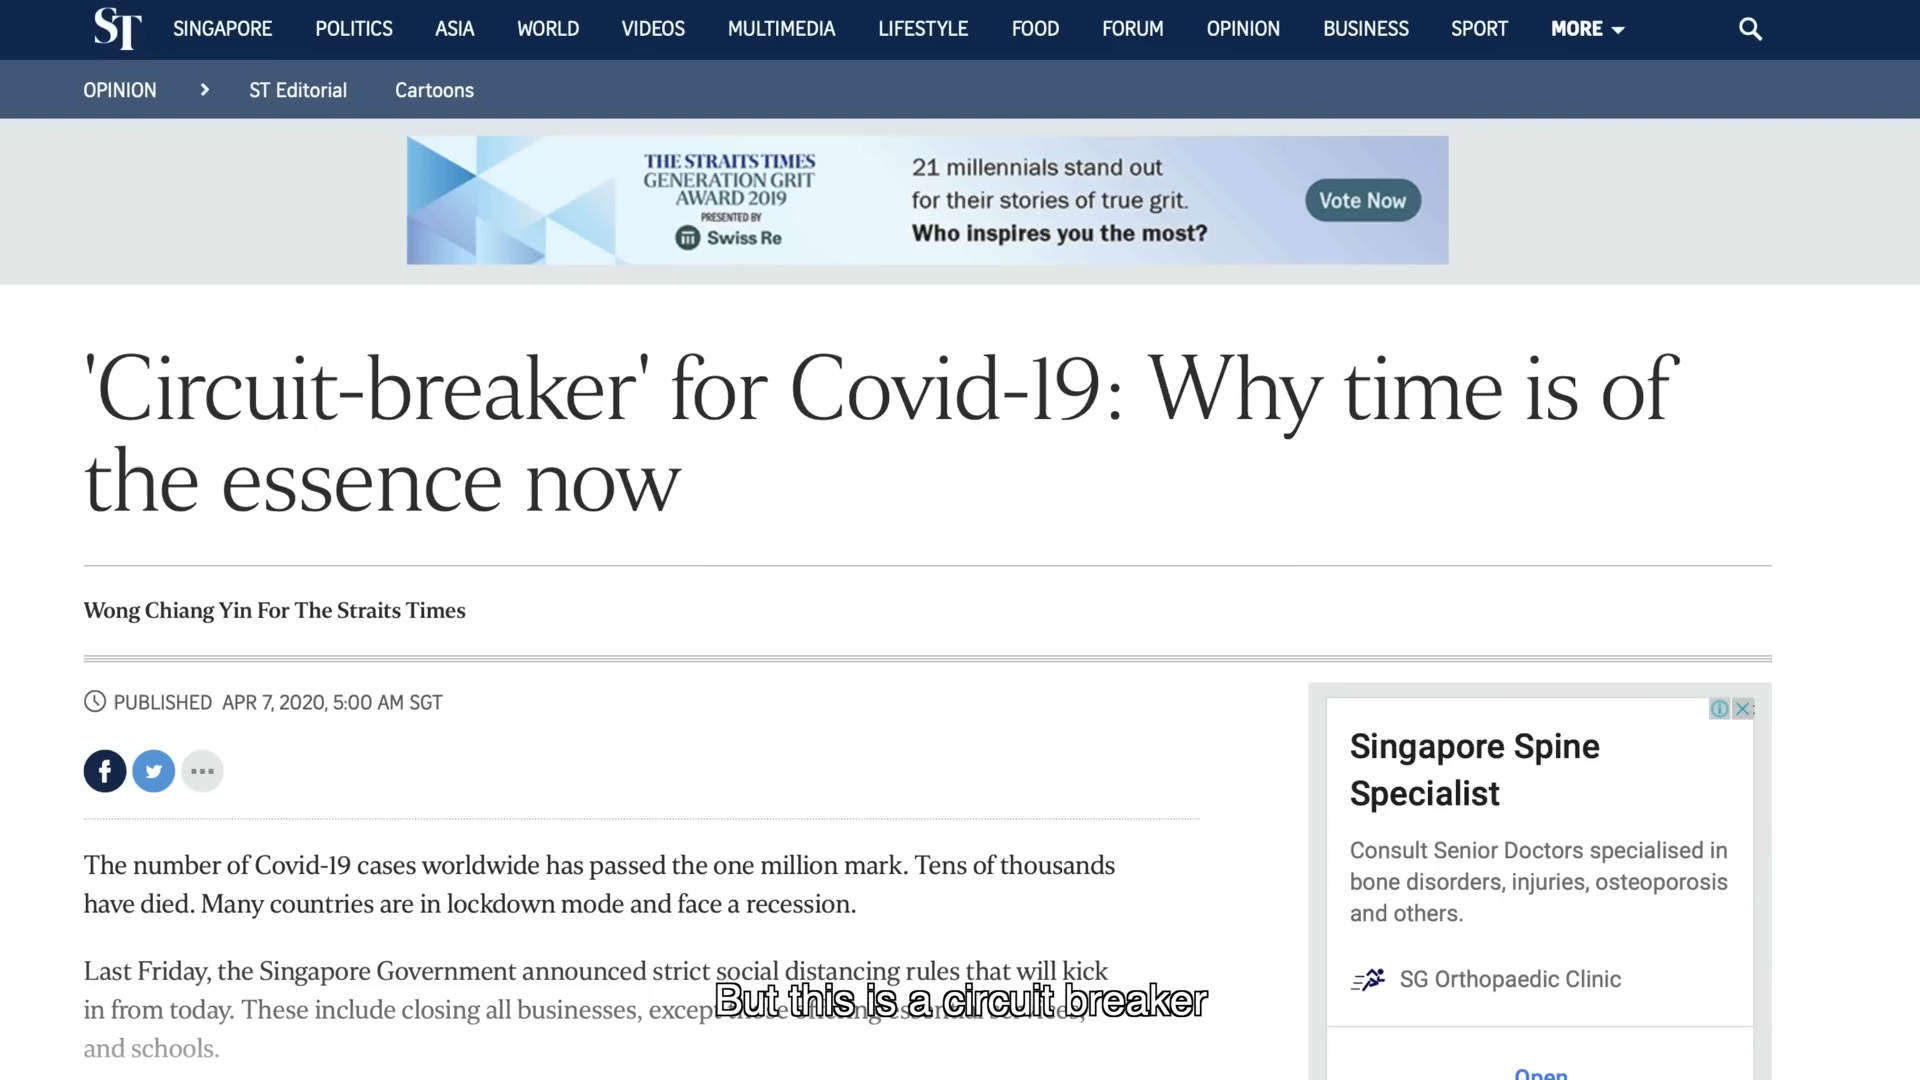 ST SINGAPORE POLITICS ASIA WORLD VIDEOS MULTIMEDIA LIFESTYLE FOOD FORUM OPINION BUSINESS SPORT MORE
OPINION ST Editorial Cartoons
THE STRAITS TIMES
GENERATION GRIT
AWARD 2019
PRESENTED BY
Swiss Re
21 millennials stand out
for their stories of true grit.
Who inspires you the most?
Vote Now
'Circuit-breaker' for Covid-19: Why time is of
the essence now
Wong Chiang Yin For The Straits Times
PUBLISHED APR 7, 2020, 5:00 AM SGT
The number of Covid-19 cases worldwide has passed the one million mark. Tens of thousands
have died. Many countries are in lockdown mode and face a recession.
Last Friday, the Singapore Government announced strict social distancing rules that will kick
in from today. These include closing all businesses, except those offering essential services,
and schools.
But this is a circuit breaker
Singapore Spine
Specialist
Consult Senior Doctors specialised in
bone disorders, injuries, osteoporosis
and others.
SG Orthopaedic Clinic
Open